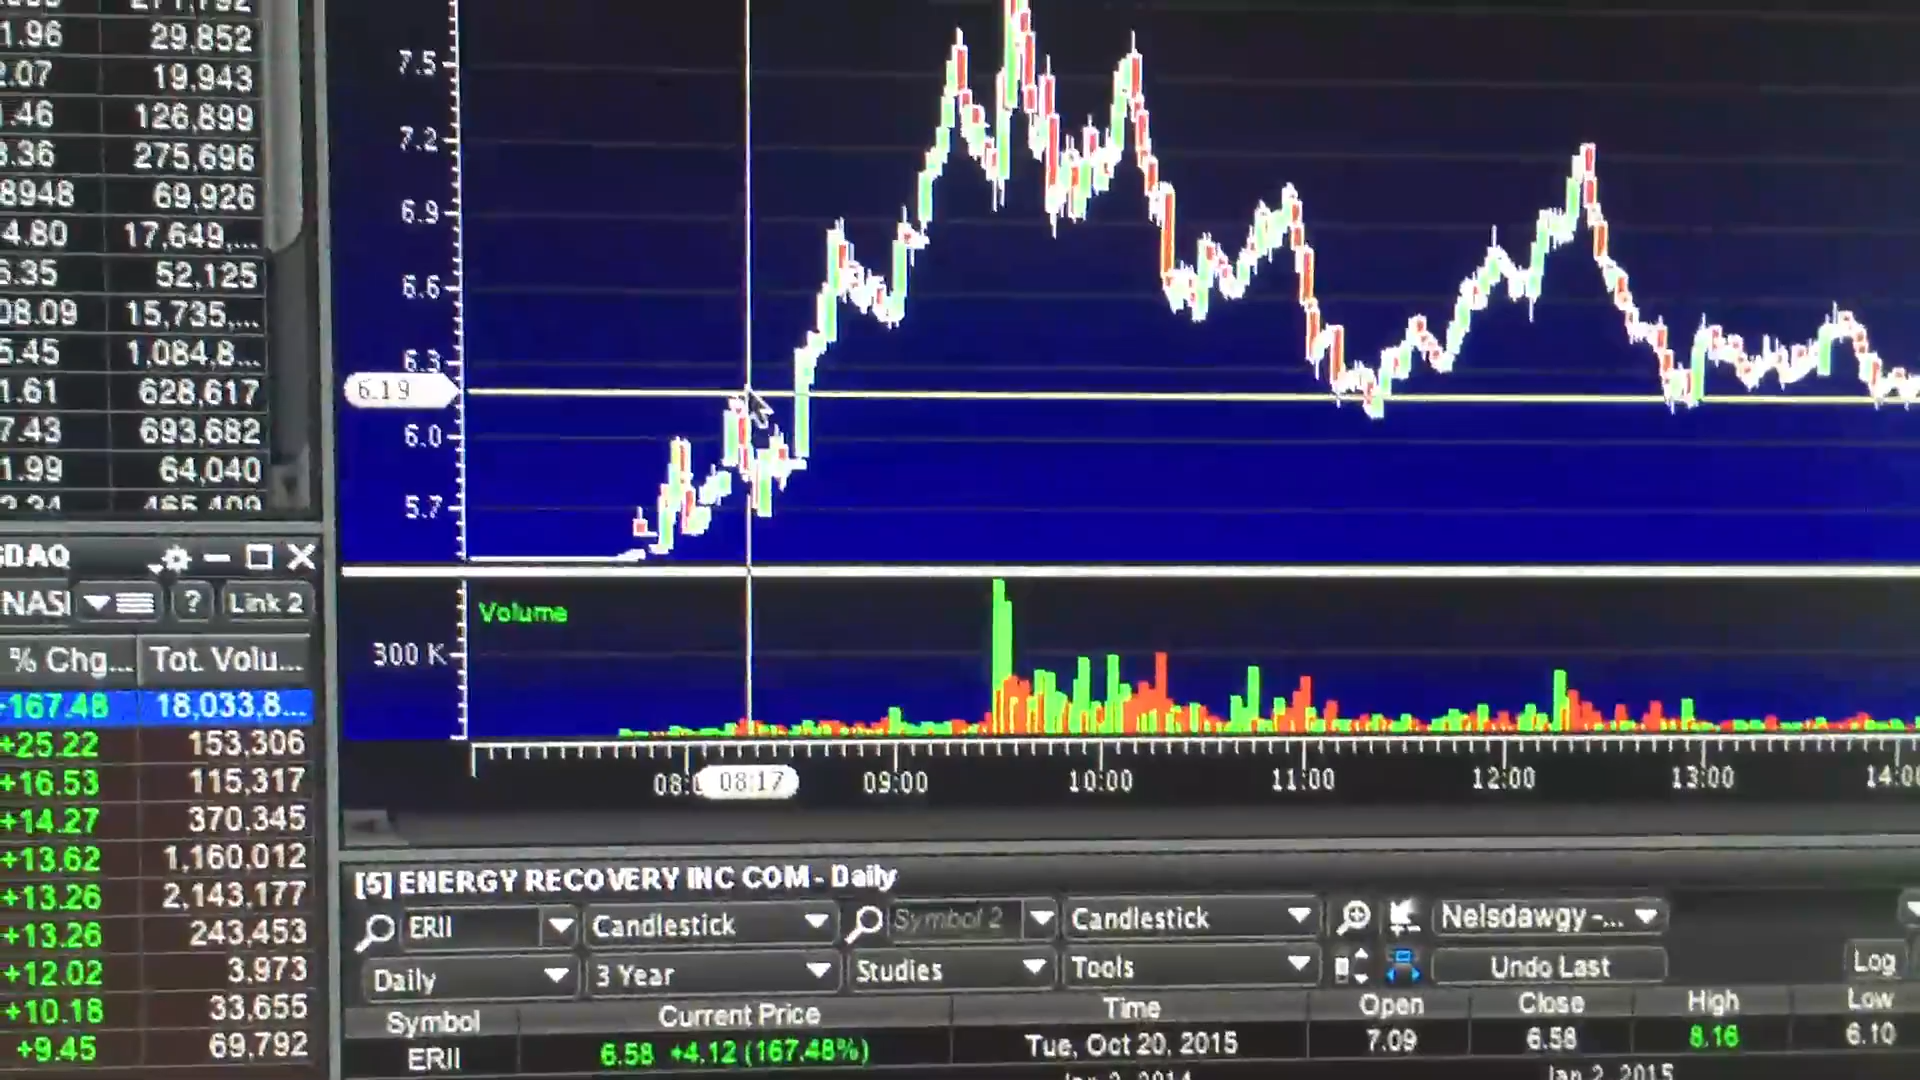 1.96 29,852
2.07 19,943
.46 126,899
3.36 275,696
8948 69,926
4.80 17,649,...
6.35 52,125
08.09 15,735,...
5.45 1,084,8...
1.61 628,617
7.43 693,682
1.99 64,040
465,409
7.5
7.2
6.9
6.6
6.3
6.19
6.0
5.7
Volume
300 K
08:17 09:00 10:00 11:00 12:00 13:00 14:00
DAQ
NAS ? Link 2
% Chg... Tot. Volu...
167.48 18,033,8...
+25.22 153,306
+16.53 115,317
+14.27 370,345
+13.62 1,160,012
+13.26 2,143,177
+13.26 243,453
+12.02 3,973
+10.18 33,655
+9.45 69,792
[5] ENERGY RECOVERY INC COM - Daily
ERII Candlestick Symbol 2 Candlestick Nelsdawgy -...
Daily 3 Year Studies Tools Undo Last Log
Symbol Current Price Time Open Close High Low
ERII 6.58 +4.12 (167.48%) Tue, Oct 20, 2015 7.09 6.58 8.16 6.10
Jan 2, 2015